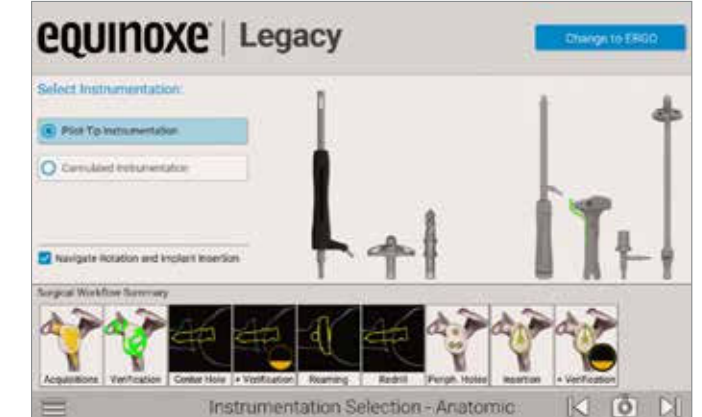 equinoxe | Legacy
Change to ERGO
Select Instrumentation:
Pilot Tip Instrumentation
Cannulated Instrumentation
Navigate Rotation and Implant Insertion
Surgical Workflow Summary
Acquisitions Verification Center Hole + Verification Reaming Redrill Periph. Holes Insertion + Verification
Instrumentation Selection - Anatomic